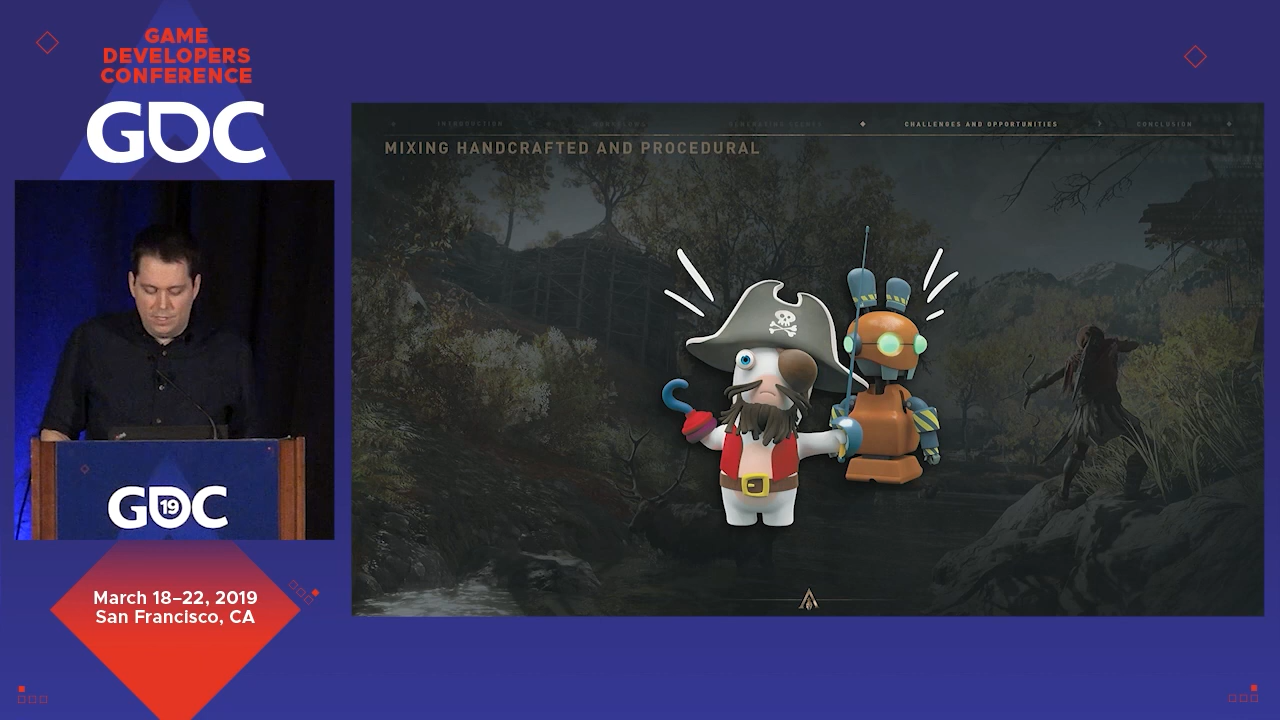 GAME
DEVELOPERS
CONFERENCE
GDC
INTRODUCTION
CHALLENGES AND OPPORTUNITIES
CONCLUSION
MIXING HANDCRAFTED AND PROCEDURAL
GDC
19
March 18–22, 2019
San Francisco, CA